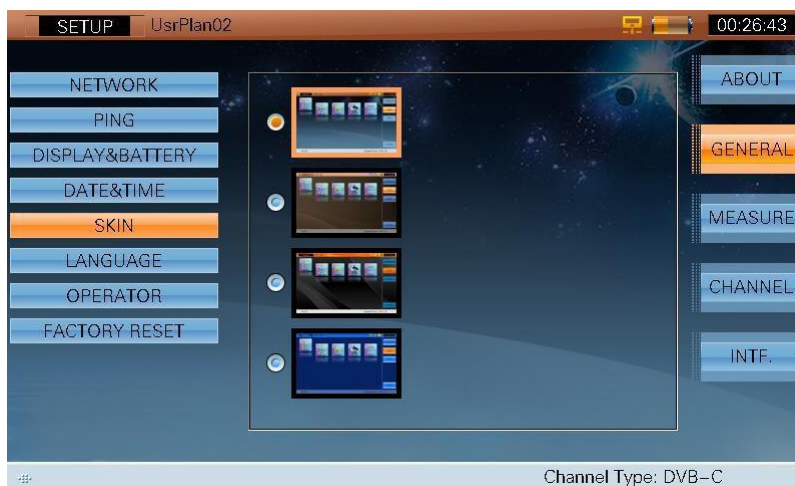 SETUP UsrPlan02 00:26:43
NETWORK
PING
DISPLAY&BATTERY
DATE&TIME
SKIN
LANGUAGE
OPERATOR
FACTORY RESET
ABOUT
GENERAL
MEASURE
CHANNEL
INTF.
Channel Type: DVB-C